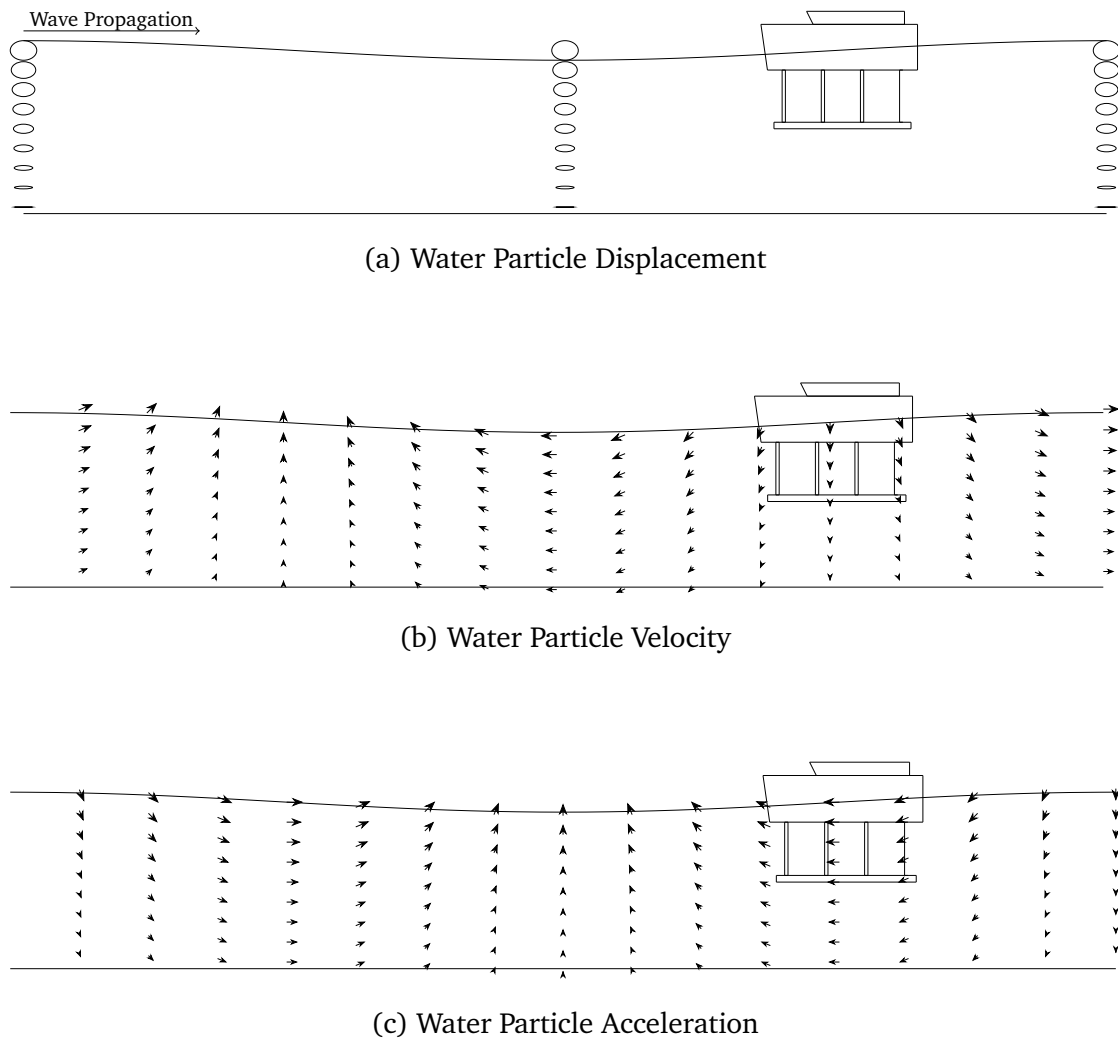 Wave Propagation
(a) Water Particle Displacement
(b) Water Particle Velocity
(c) Water Particle Acceleration